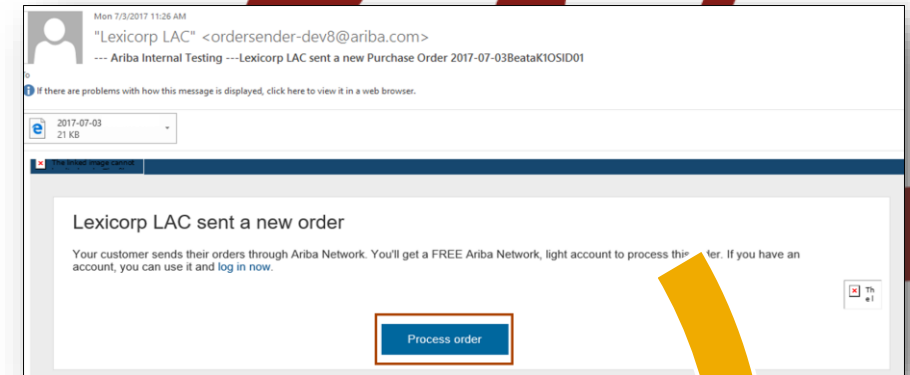 Mon 7/3/2017 11:26 AM
"Lexicorp LAC" <ordersender-dev8@ariba.com>
--- Ariba Internal Testing ---Lexicorp LAC sent a new Purchase Order 2017-07-03BeataK1OSID01
If there are problems with how this message is displayed, click here to view it in a web browser.
2017-07-03
21 KB
The linked image cannot
Lexicorp LAC sent a new order
Your customer sends their orders through Ariba Network. You'll get a FREE Ariba Network, light account to process this. If you have an
account, you can use it and log in now.
Th
el
Process order